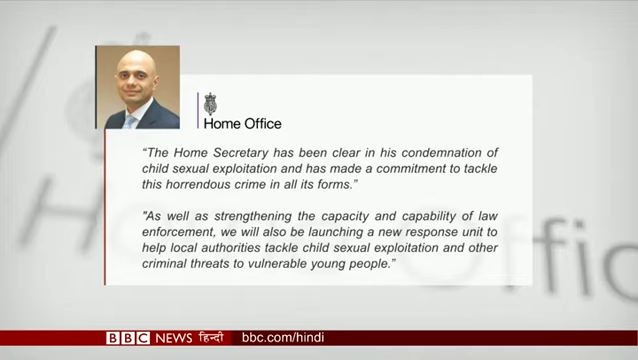 Home Office
“The Home Secretary has been clear in his condemnation of
child sexual exploitation and has made a commitment to tackle
this horrendous crime in all its forms.”
"As well as strengthening the capacity and capability of law
enforcement, we will also be launching a new response unit to
help local authorities tackle child sexual exploitation and other
criminal threats to vulnerable young people.”
BBC NEWS हिन्दी bbc.com/hindi